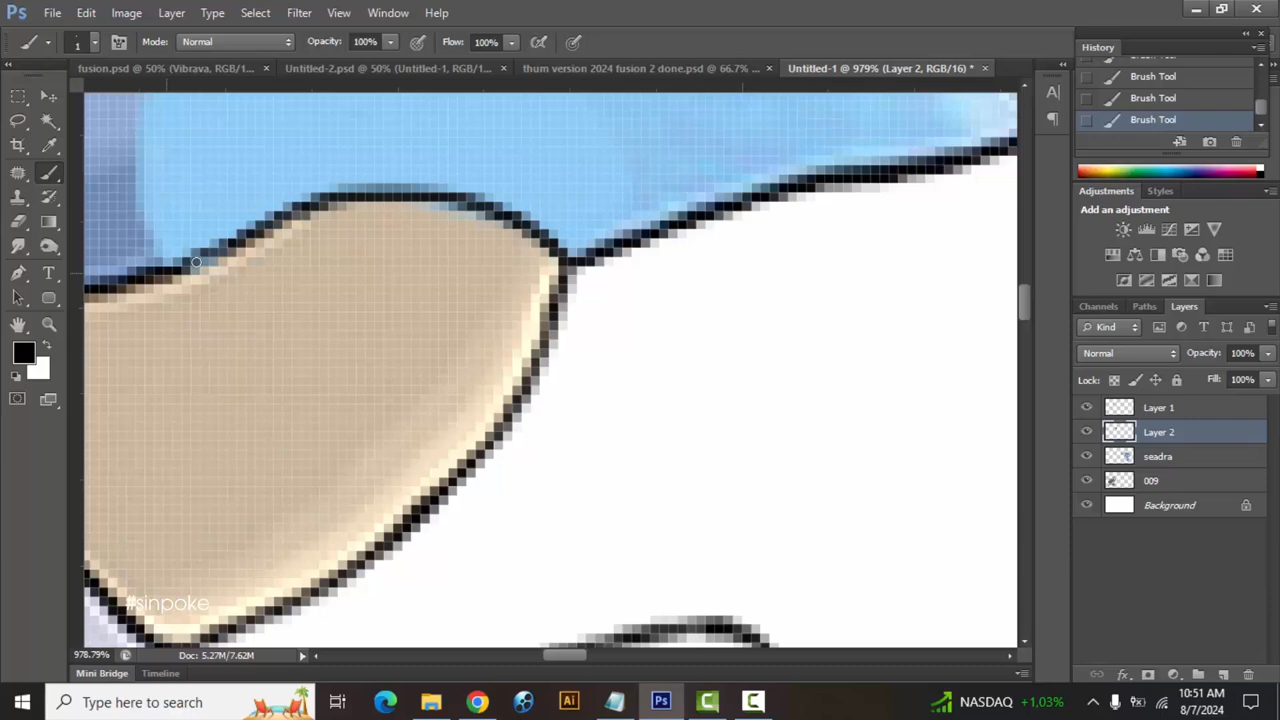 Ps File Edit Image Layer Type Select Filter View Window Help
1 Mode: Normal Opacity: 100% Flow: 100%
fusion.psd @ 50% (Vibrava, RGB/1... × Untitled-2.psd @ 50% (Untitled-1, RGB/1... × thum version 2024 fusion 2 done.psd @ 66.7% ... × Untitled-1 @ 979% (Layer 2, RGB/16) * ×
History
Brush Tool
Brush Tool
Brush Tool
Adjustments Styles
Add an adjustment
Channels Paths Layers
Kind
Normal Opacity: 100%
Lock: Fill: 100%
Layer 1
Layer 2
seadra
009
Background
#sinpoke
978.79% Doc: 5.27M/7.62M
Mini Bridge Timeline
Type here to search
Ai
Ps
NASDAQ +1,03%
10:51 AM
8/7/2024